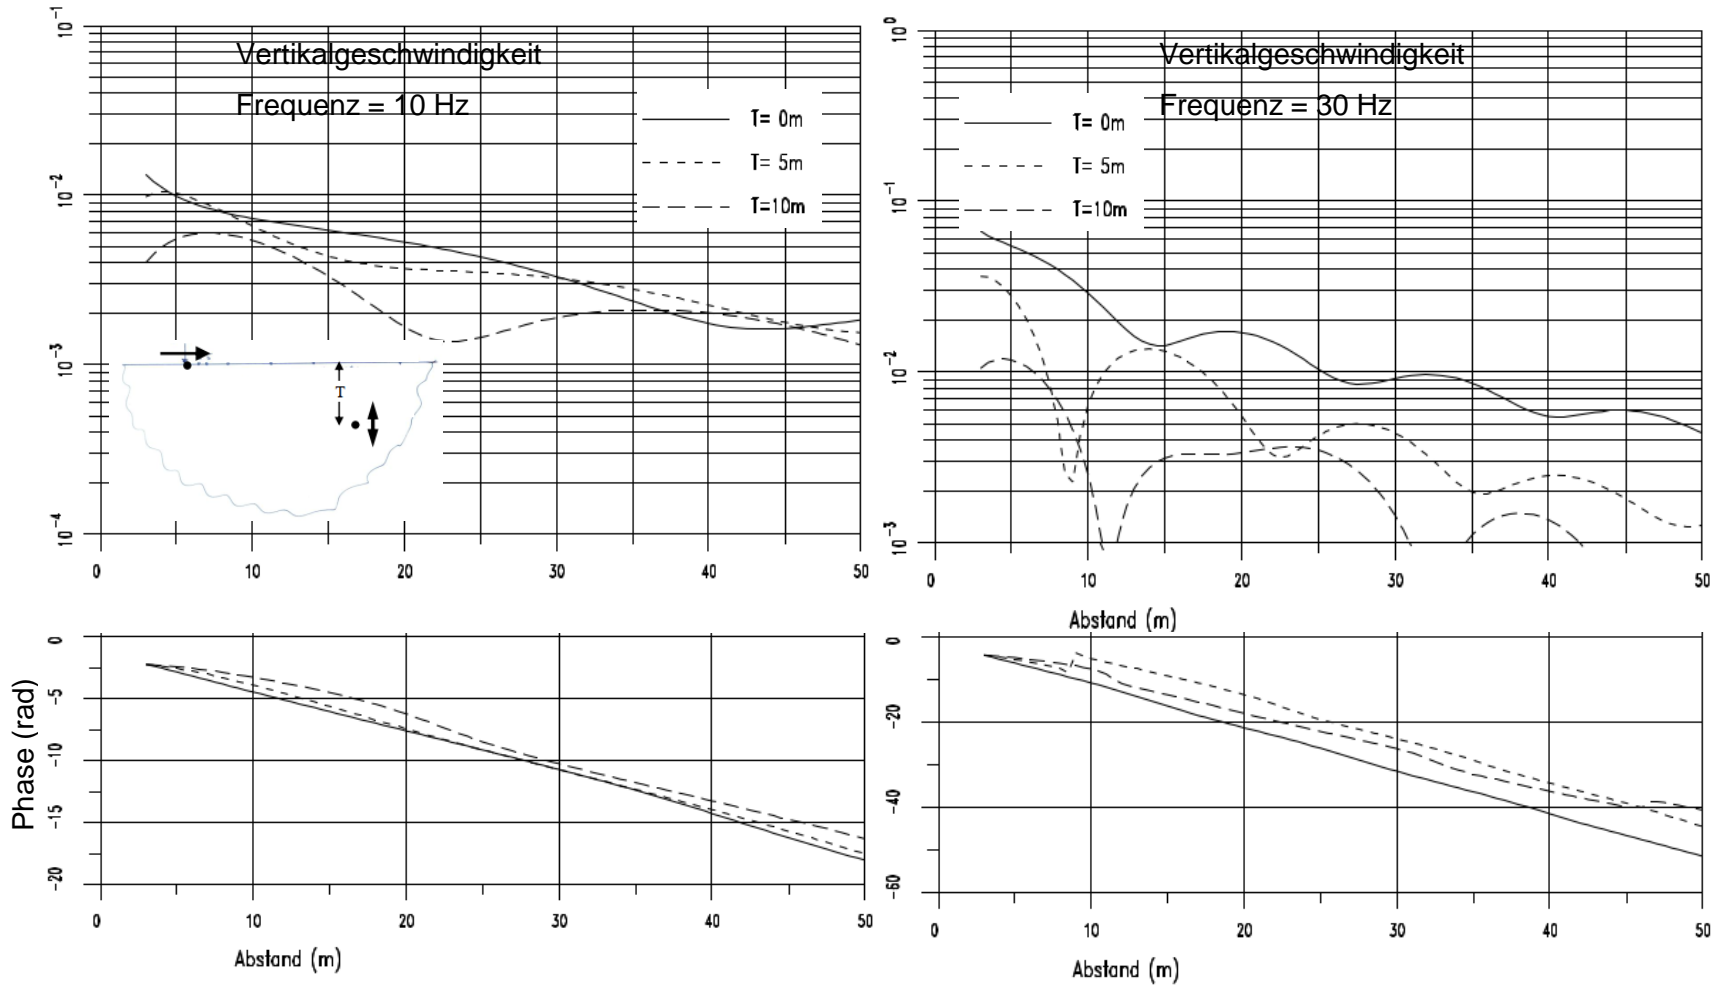 Vertikalgeschwindigkeit
Frequenz = 10 Hz
T= 0m
T= 5m
T=10m
10⁻¹
10⁻²
10⁻³
10⁻⁴
T
0 10 20 30 40 50
Vertikalgeschwindigkeit
Frequenz = 30 Hz
T= 0m
T= 5m
T=10m
10⁰
10⁻¹
10⁻²
10⁻³
0 10 20 30 40 50
Abstand (m)
Phase (rad)
0
-5
-10
-15
-20
0 10 20 30 40 50
Abstand (m)
0
-20
-40
-60
0 10 20 30 40 50
Abstand (m)